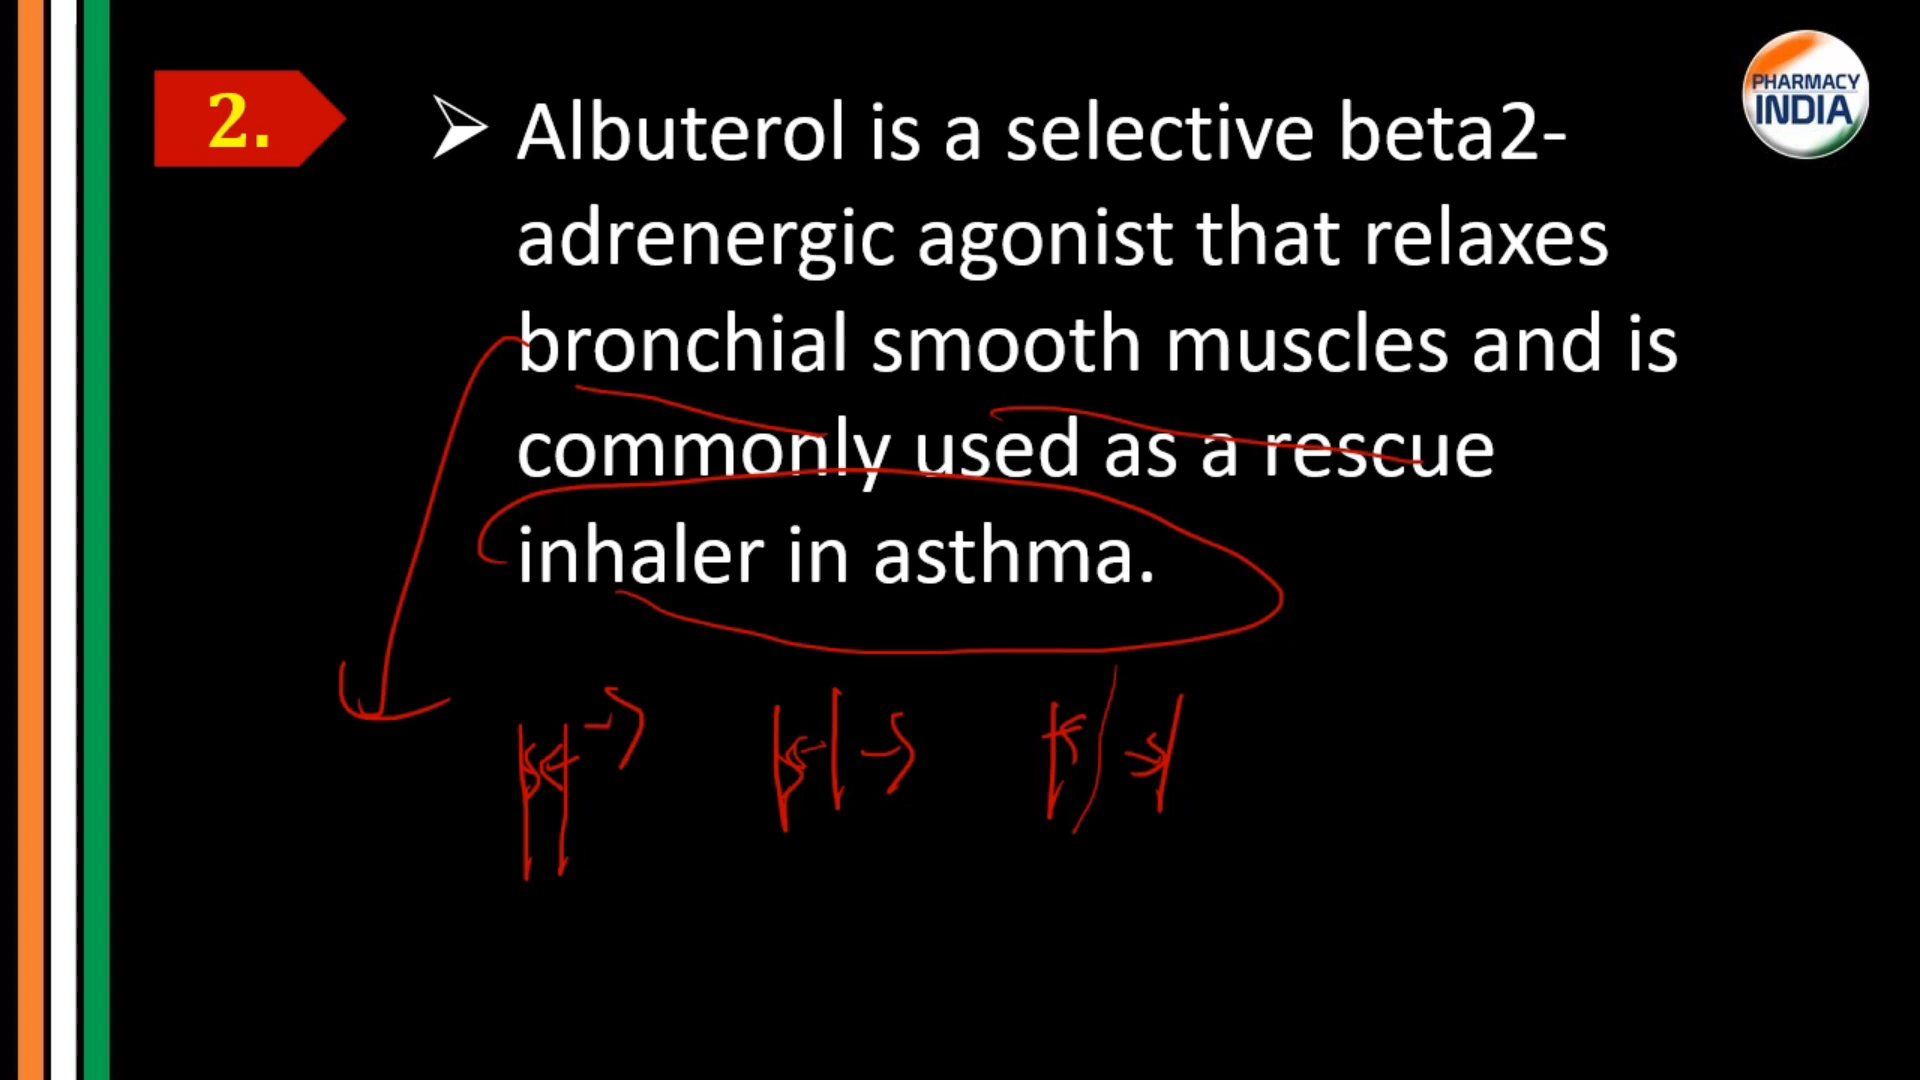 2.
➢ Albuterol is a selective beta2-
adrenergic agonist that relaxes
bronchial smooth muscles and is
commonly used as a rescue
inhaler in asthma.
PHARMACY
INDIA